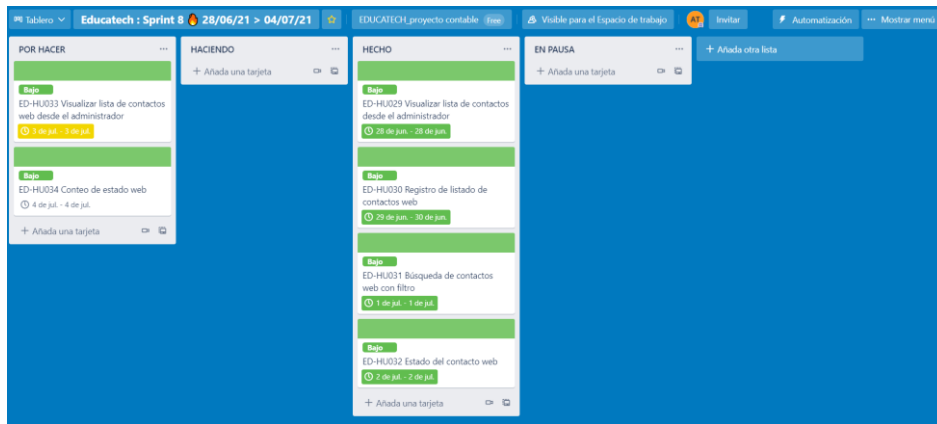 Tablero
Educatech : Sprint 8 🔥 28/06/21 > 04/07/21
EDUCATECH_proyecto contable Free
Visible para el Espacio de trabajo
AT
Invitar
Automatización
··· Mostrar menú
POR HACER
Bajo
ED-HU033 Visualizar lista de contactos
web desde el administrador
3 de jul. - 3 de jul.
Bajo
ED-HU034 Conteo de estado web
4 de jul. - 4 de jul.
+ Añada una tarjeta
HACIENDO
+ Añada una tarjeta
HECHO
Bajo
ED-HU029 Visualizar lista de contactos
desde el administrador
28 de jun. - 28 de jun.
Bajo
ED-HU030 Registro de listado de
contactos web
29 de jun. - 30 de jun.
Bajo
ED-HU031 Búsqueda de contactos
web con filtro
1 de jul. - 1 de jul.
Bajo
ED-HU032 Estado del contacto web
2 de jul. - 2 de jul.
+ Añada una tarjeta
EN PAUSA
+ Añada una tarjeta
+ Añada otra lista